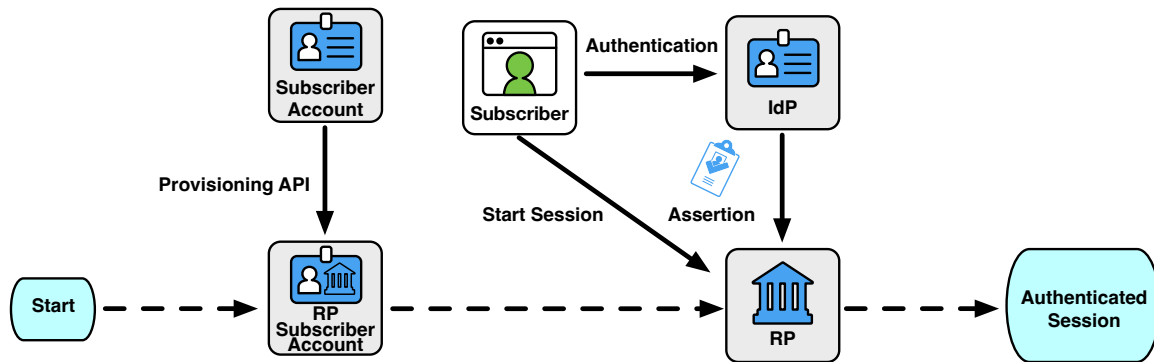 Subscriber
Account
Authentication
Subscriber
IdP
Provisioning API
Start Session
Assertion
Start
RP
Subscriber
Account
RP
Authenticated
Session